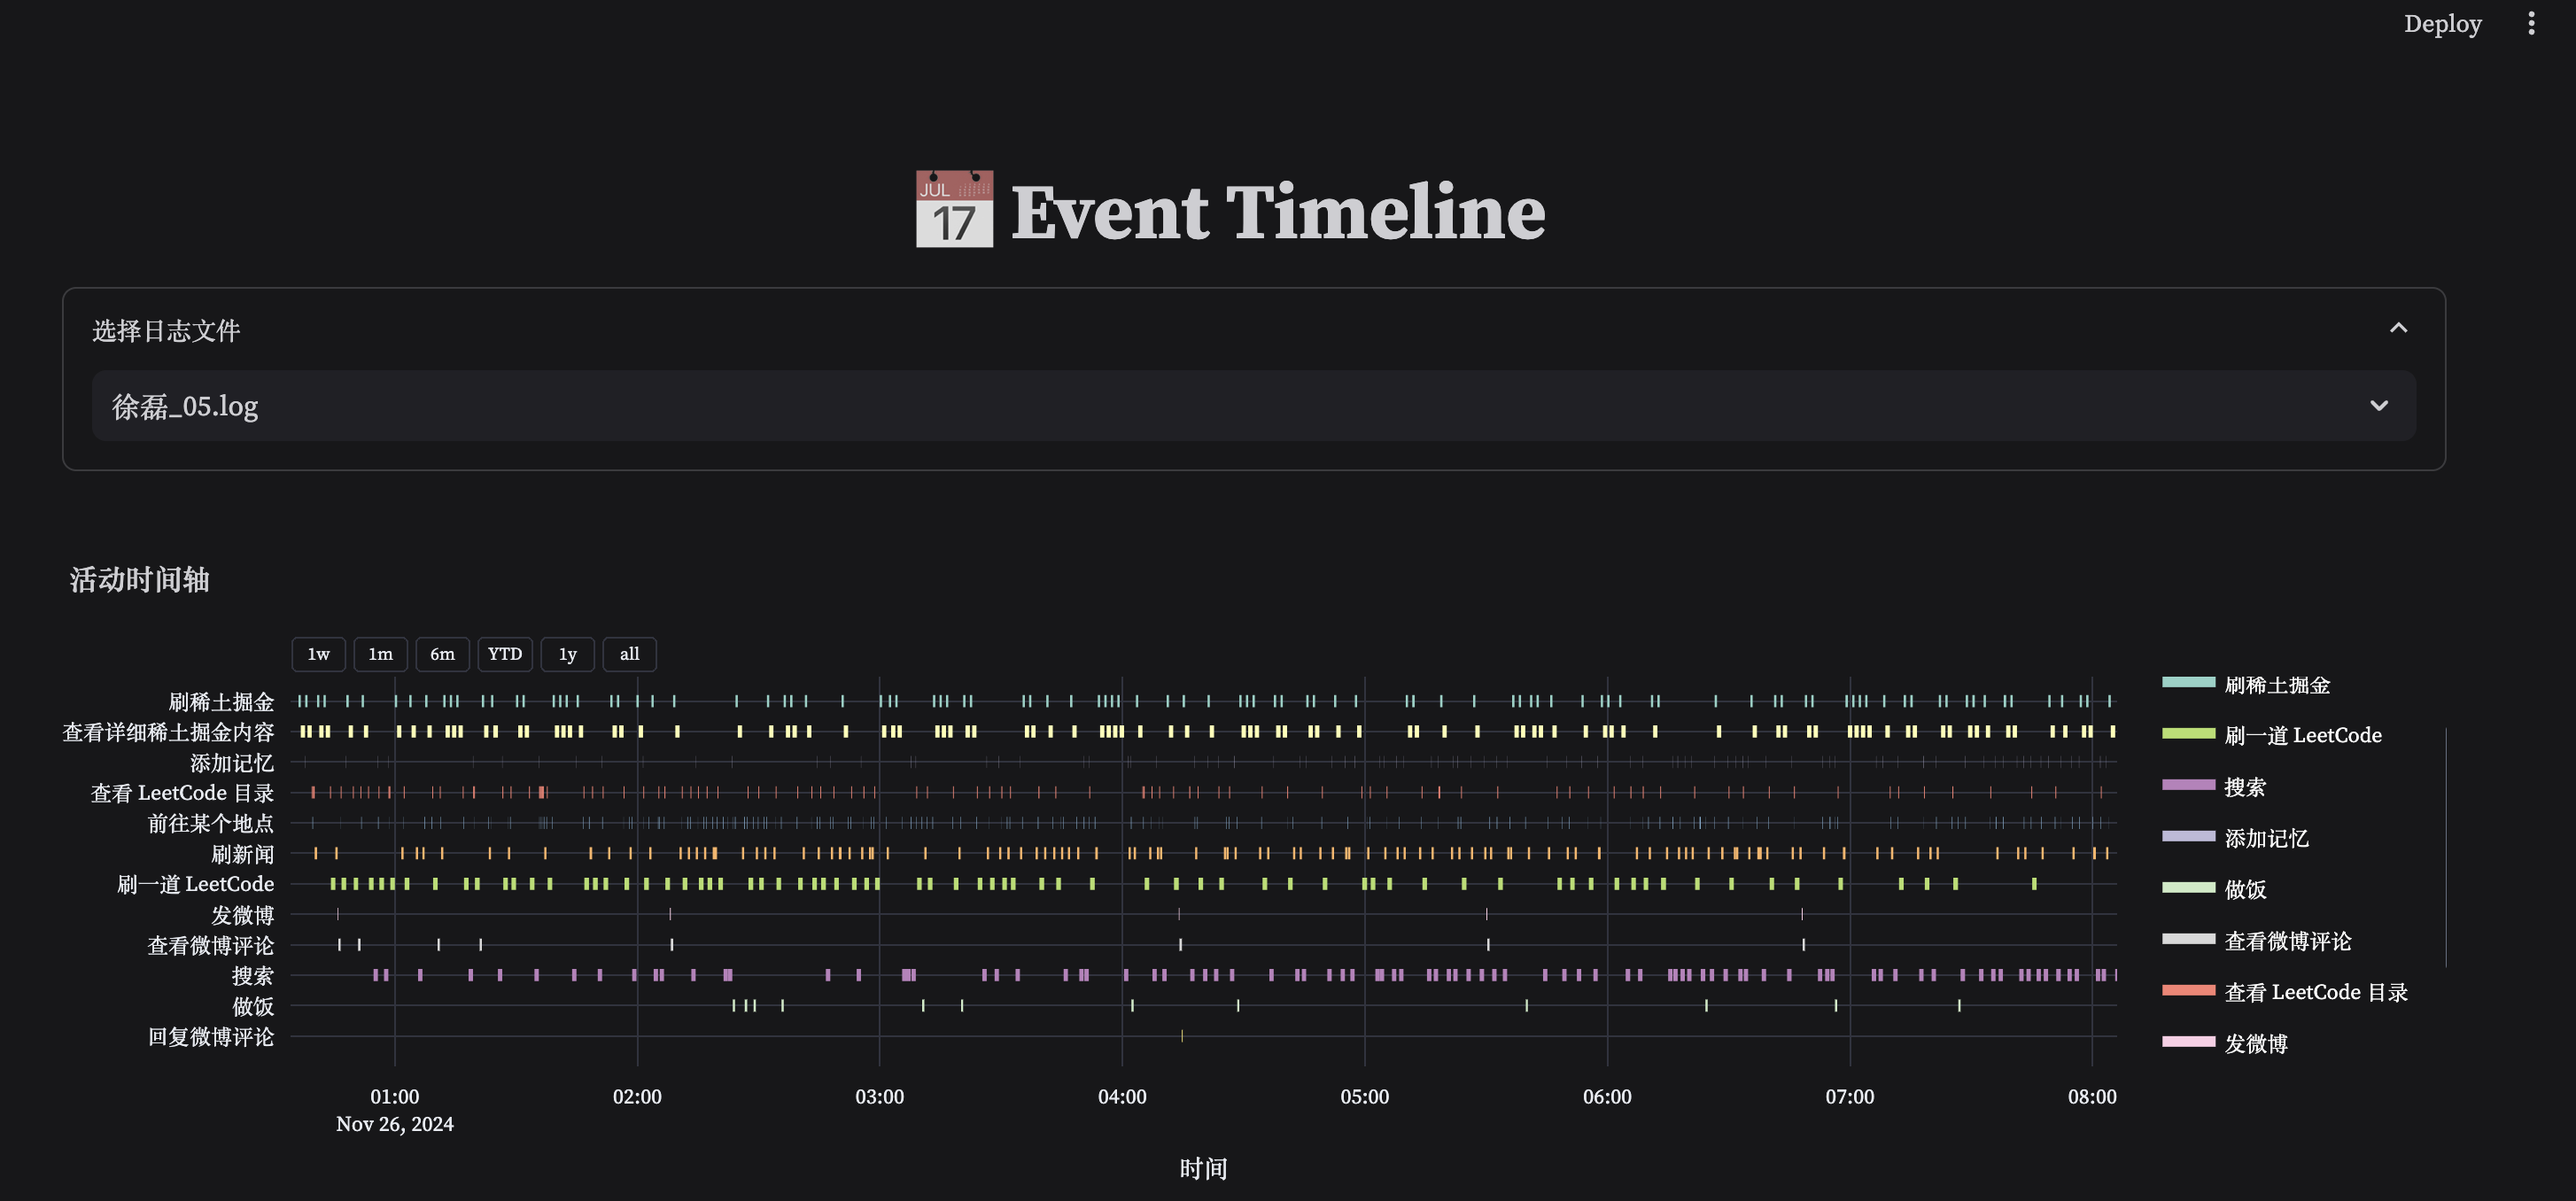 Deploy
JUL
17
Event Timeline
选择日志文件
徐磊_05.log
活动时间轴
1w 1m 6m YTD 1y all
刷稀土掘金
查看详细稀土掘金内容
添加记忆
查看 LeetCode 目录
前往某个地点
刷新闻
刷一道 LeetCode
发微博
查看微博评论
搜索
做饭
回复微博评论
01:00 02:00 03:00 04:00 05:00 06:00 07:00 08:00
Nov 26, 2024
时间
刷稀土掘金
刷一道 LeetCode
搜索
添加记忆
做饭
查看微博评论
查看 LeetCode 目录
发微博